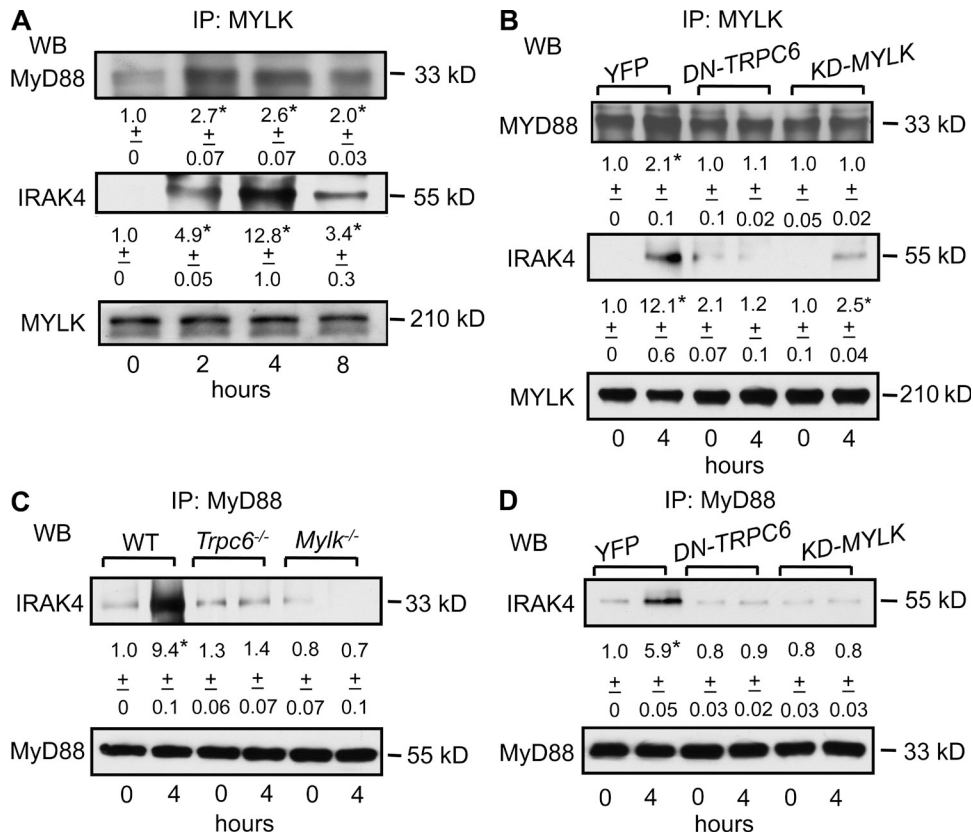 A
IP: MYLK
WB
MyD88
33 kD
1.0 2.7* 2.6* 2.0*
± ± ± ±
0 0.07 0.07 0.03
IRAK4
55 kD
1.0 4.9* 12.8* 3.4*
± ± ± ±
0 0.05 1.0 0.3
MYLK
210 kD
0 2 4 8
hours
B
IP: MYLK
WB
YFP DN-TRPC6 KD-MYLK
MYD88
33 kD
1.0 2.1* 1.0 1.1 1.0 1.0
± ± ± ± ± ±
0 0.1 0.1 0.02 0.05 0.02
IRAK4
55 kD
1.0 12.1* 2.1 1.2 1.0 2.5*
± ± ± ± ± ±
0 0.6 0.07 0.1 0.1 0.04
MYLK
210 kD
0 4 0 4 0 4
hours
C
IP: MyD88
WB
WT Trpc6-/- Mylk-/-
IRAK4
33 kD
1.0 9.4* 1.3 1.4 0.8 0.7
± ± ± ± ± ±
0 0.1 0.06 0.07 0.07 0.1
MyD88
55 kD
0 4 0 4 0 4
hours
D
IP: MyD88
WB
YFP DN-TRPC6 KD-MYLK
IRAK4
55 kD
1.0 5.9* 0.8 0.9 0.8 0.8
± ± ± ± ± ±
0 0.05 0.03 0.02 0.03 0.03
MyD88
33 kD
0 4 0 4 0 4
hours